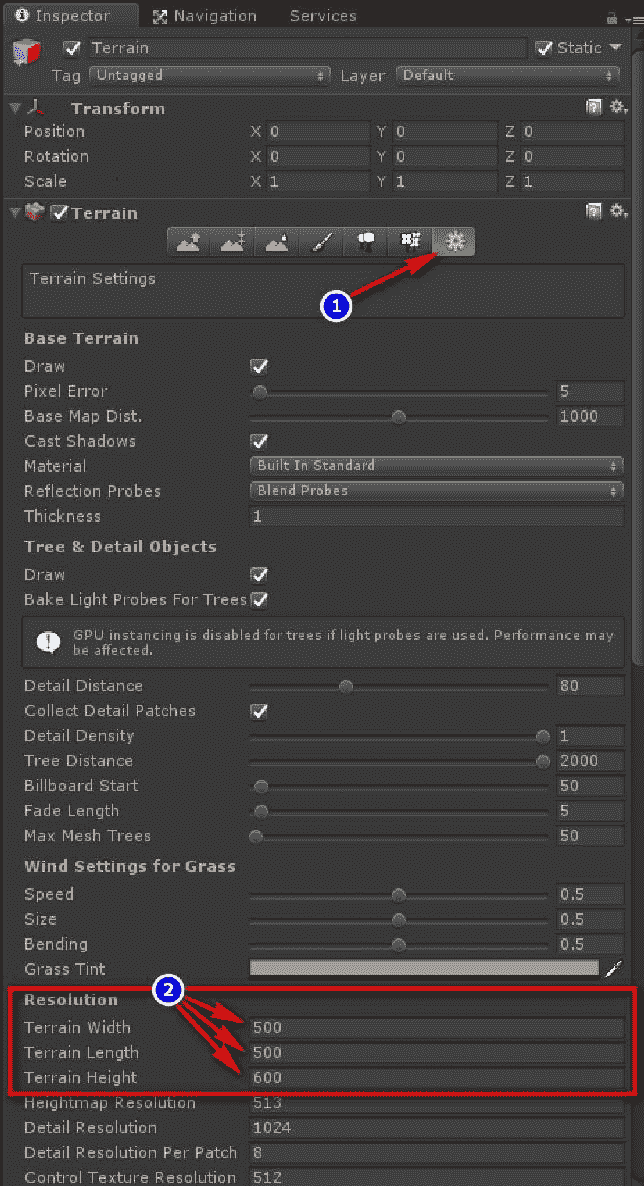 Inspector Navigation Services
Terrain Static
Tag Untagged Layer Default
Transform
Position X 0 Y 0 Z 0
Rotation X 0 Y 0 Z 0
Scale X 1 Y 1 Z 1
Terrain
1
Terrain Settings
Base Terrain
Draw
Pixel Error 5
Base Map Dist. 1000
Cast Shadows
Material Built In Standard
Reflection Probes Blend Probes
Thickness 1
Tree & Detail Objects
Draw
Bake Light Probes For Trees
GPU instancing is disabled for trees if light probes are used. Performance may
be affected.
Detail Distance 80
Collect Detail Patches
Detail Density 1
Tree Distance 2000
Billboard Start 50
Fade Length 5
Max Mesh Trees 50
Wind Settings for Grass
Speed 0.5
Size 0.5
Bending 0.5
Grass Tint
2
Resolution
Terrain Width 500
Terrain Length 500
Terrain Height 600
Heightmap Resolution 513
Detail Resolution 1024
Detail Resolution Per Patch 8
Control Texture Resolution 512